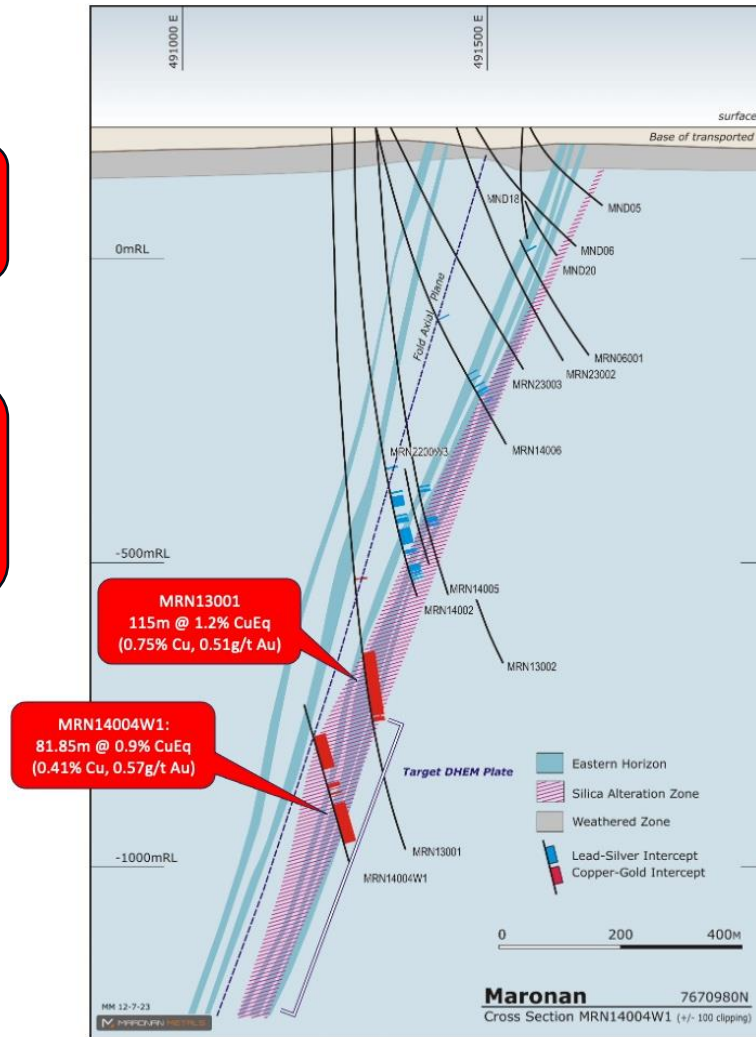 491000 E
491500 E
surface
Base of transported
MND18
MND05
MND06
MND20
0mRL
Fold Axial Plane
MRN06001
MRN23002
MRN23003
MRN14006
MRN2200W3
-500mRL
MRN14005
MRN14002
MRN13001
115m @ 1.2% CuEq
(0.75% Cu, 0.51g/t Au)
MRN13002
MRN14004W1:
81.85m @ 0.9% CuEq
(0.41% Cu, 0.57g/t Au)
Target DHEM Plate
Eastern Horizon
Silica Alteration Zone
Weathered Zone
Lead-Silver Intercept
Copper-Gold Intercept
MRN13001
-1000mRL
MRN14004W1
0 200 400M
Maronan 7670980N
Cross Section MRN14004W1 (+/- 100 clipping)
MM 12-7-23
MARONAN METALS